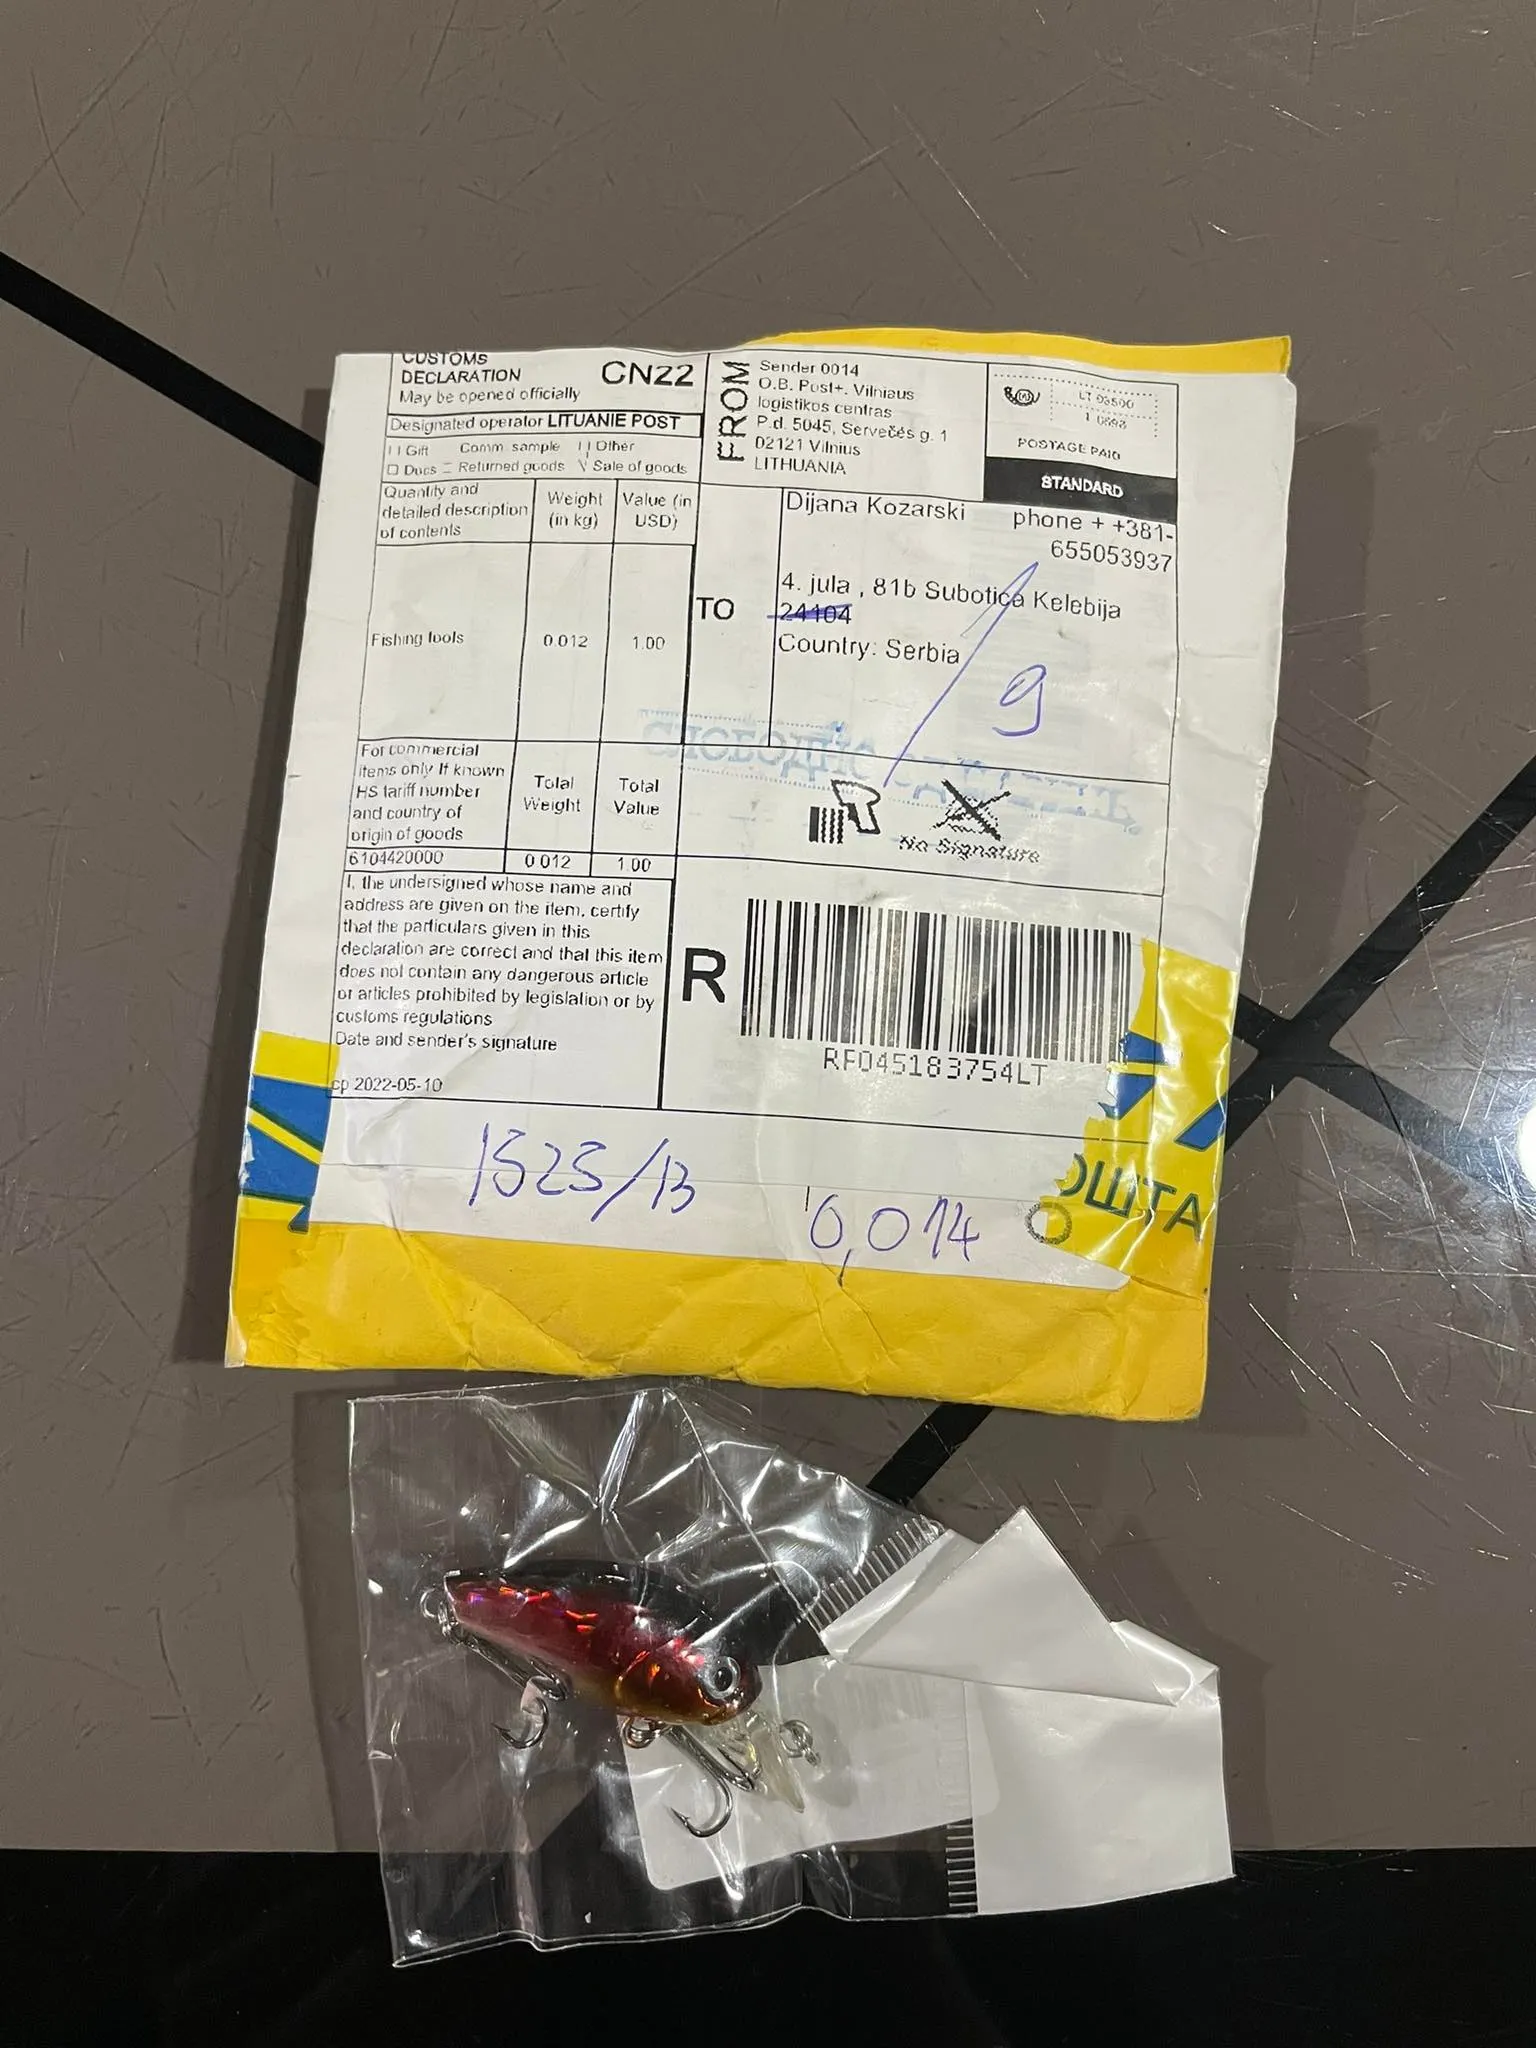 CUSTOMS
DECLARATION
May be opened officially
CN22
Designated operator LITUANIE POST
Gift Comm. sample Other
Docs Returned goods Sale of goods
Quantity and
detailed description
of contents
Weight
(in kg)
Value (in
USD)
Fishing tools
0.012
1.00
For commercial
items only If known
HS tariff number
and country of
origin of goods
Total
Weight
Total
Value
6104420000
0.012
1.00
I, the undersigned whose name and
address are given on the item, certify
that the particulars given in this
declaration are correct and that this item
does not contain any dangerous article
or articles prohibited by legislation or by
customs regulations
Date and sender's signature
cp 2022-05-10
FROM
Sender 0014
O.B. Post+. Vilniaus
logistikos centras
P.d. 5045, Servečės g. 1
02121 Vilnius
LITHUANIA
POSTAGE PAID
STANDARD
TO
Dijana Kozarski phone + +381-
655053937
4. jula , 81b Subotica Kelebija
24104
Country: Serbia
9
No Signature
R
RF045183754LT
1525/13
0,014
ОШТА